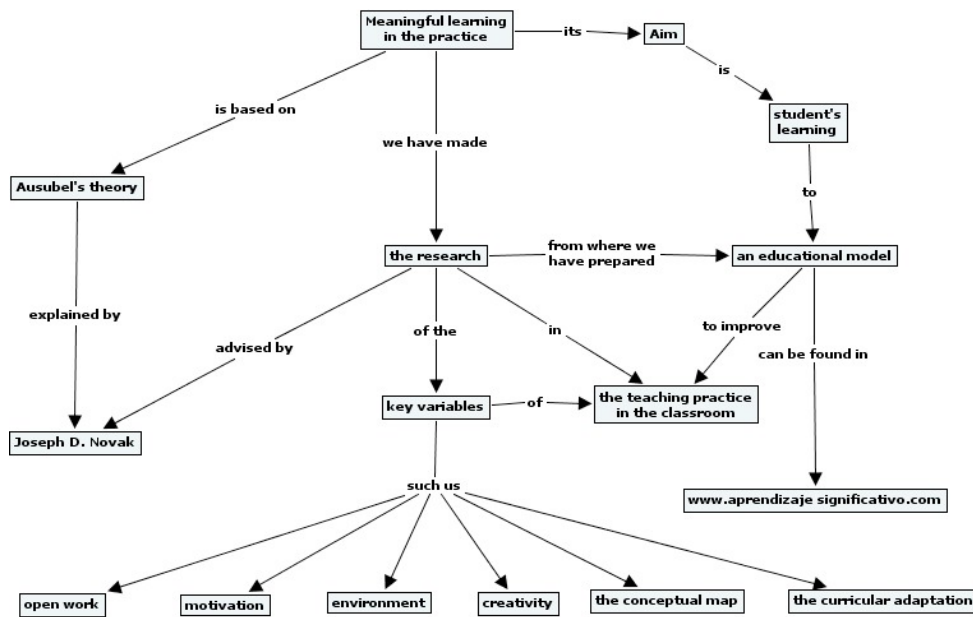 Meaningful learning
in the practice
its
Aim
is
is based on
student's
learning
we have made
Ausubel's theory
to
the research
from where we
have prepared
an educational model
explained by
advised by
of the
in
to improve
can be found in
key variables
of
the teaching practice
in the classroom
Joseph D. Novak
such us
www.aprendizaje significativo.com
open work
motivation
environment
creativity
the conceptual map
the curricular adaptation